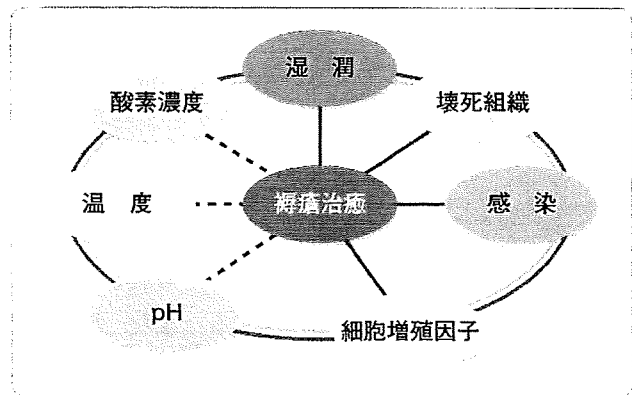 湿 潤
酸素濃度
壊死組織
温 度
褥瘡治癒
感 染
pH
細胞増殖因子